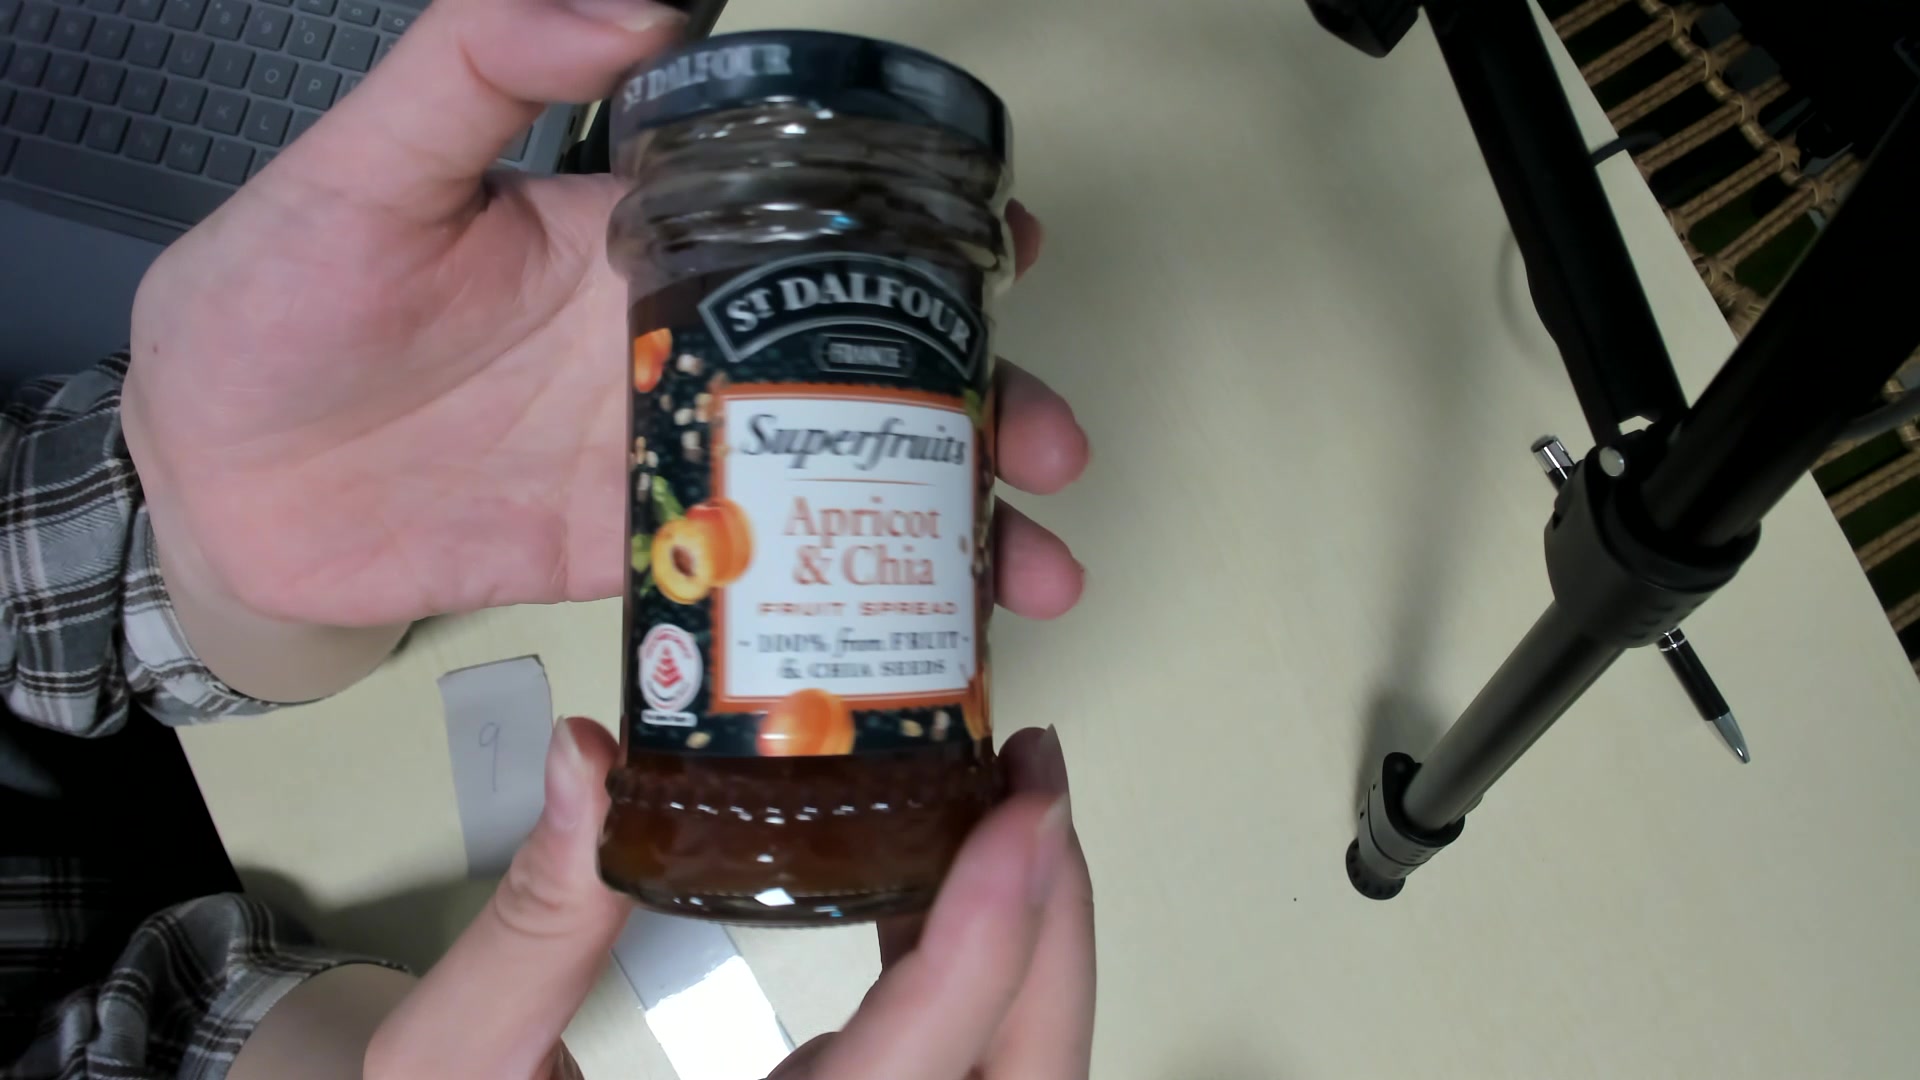 ST DALFOUR
ST DALFOUR
FRANCE
Superfruits
Apricot
& Chia
FRUIT SPREAD
- 100% from FRUIT -
& CHIA SEEDS
9